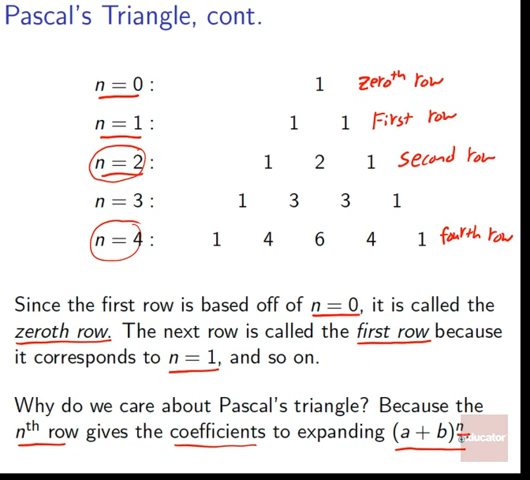 Pascal's Triangle, cont.
n = 0 : 1 zeroth row
n = 1 : 1 1 First row
n = 2 : 1 2 1 second row
n = 3 : 1 3 3 1
n = 4 : 1 4 6 4 1 fourth row
Since the first row is based off of n = 0, it is called the
zeroth row. The next row is called the first row because
it corresponds to n = 1, and so on.
Why do we care about Pascal's triangle? Because the
nth row gives the coefficients to expanding (a + b)^n
educator